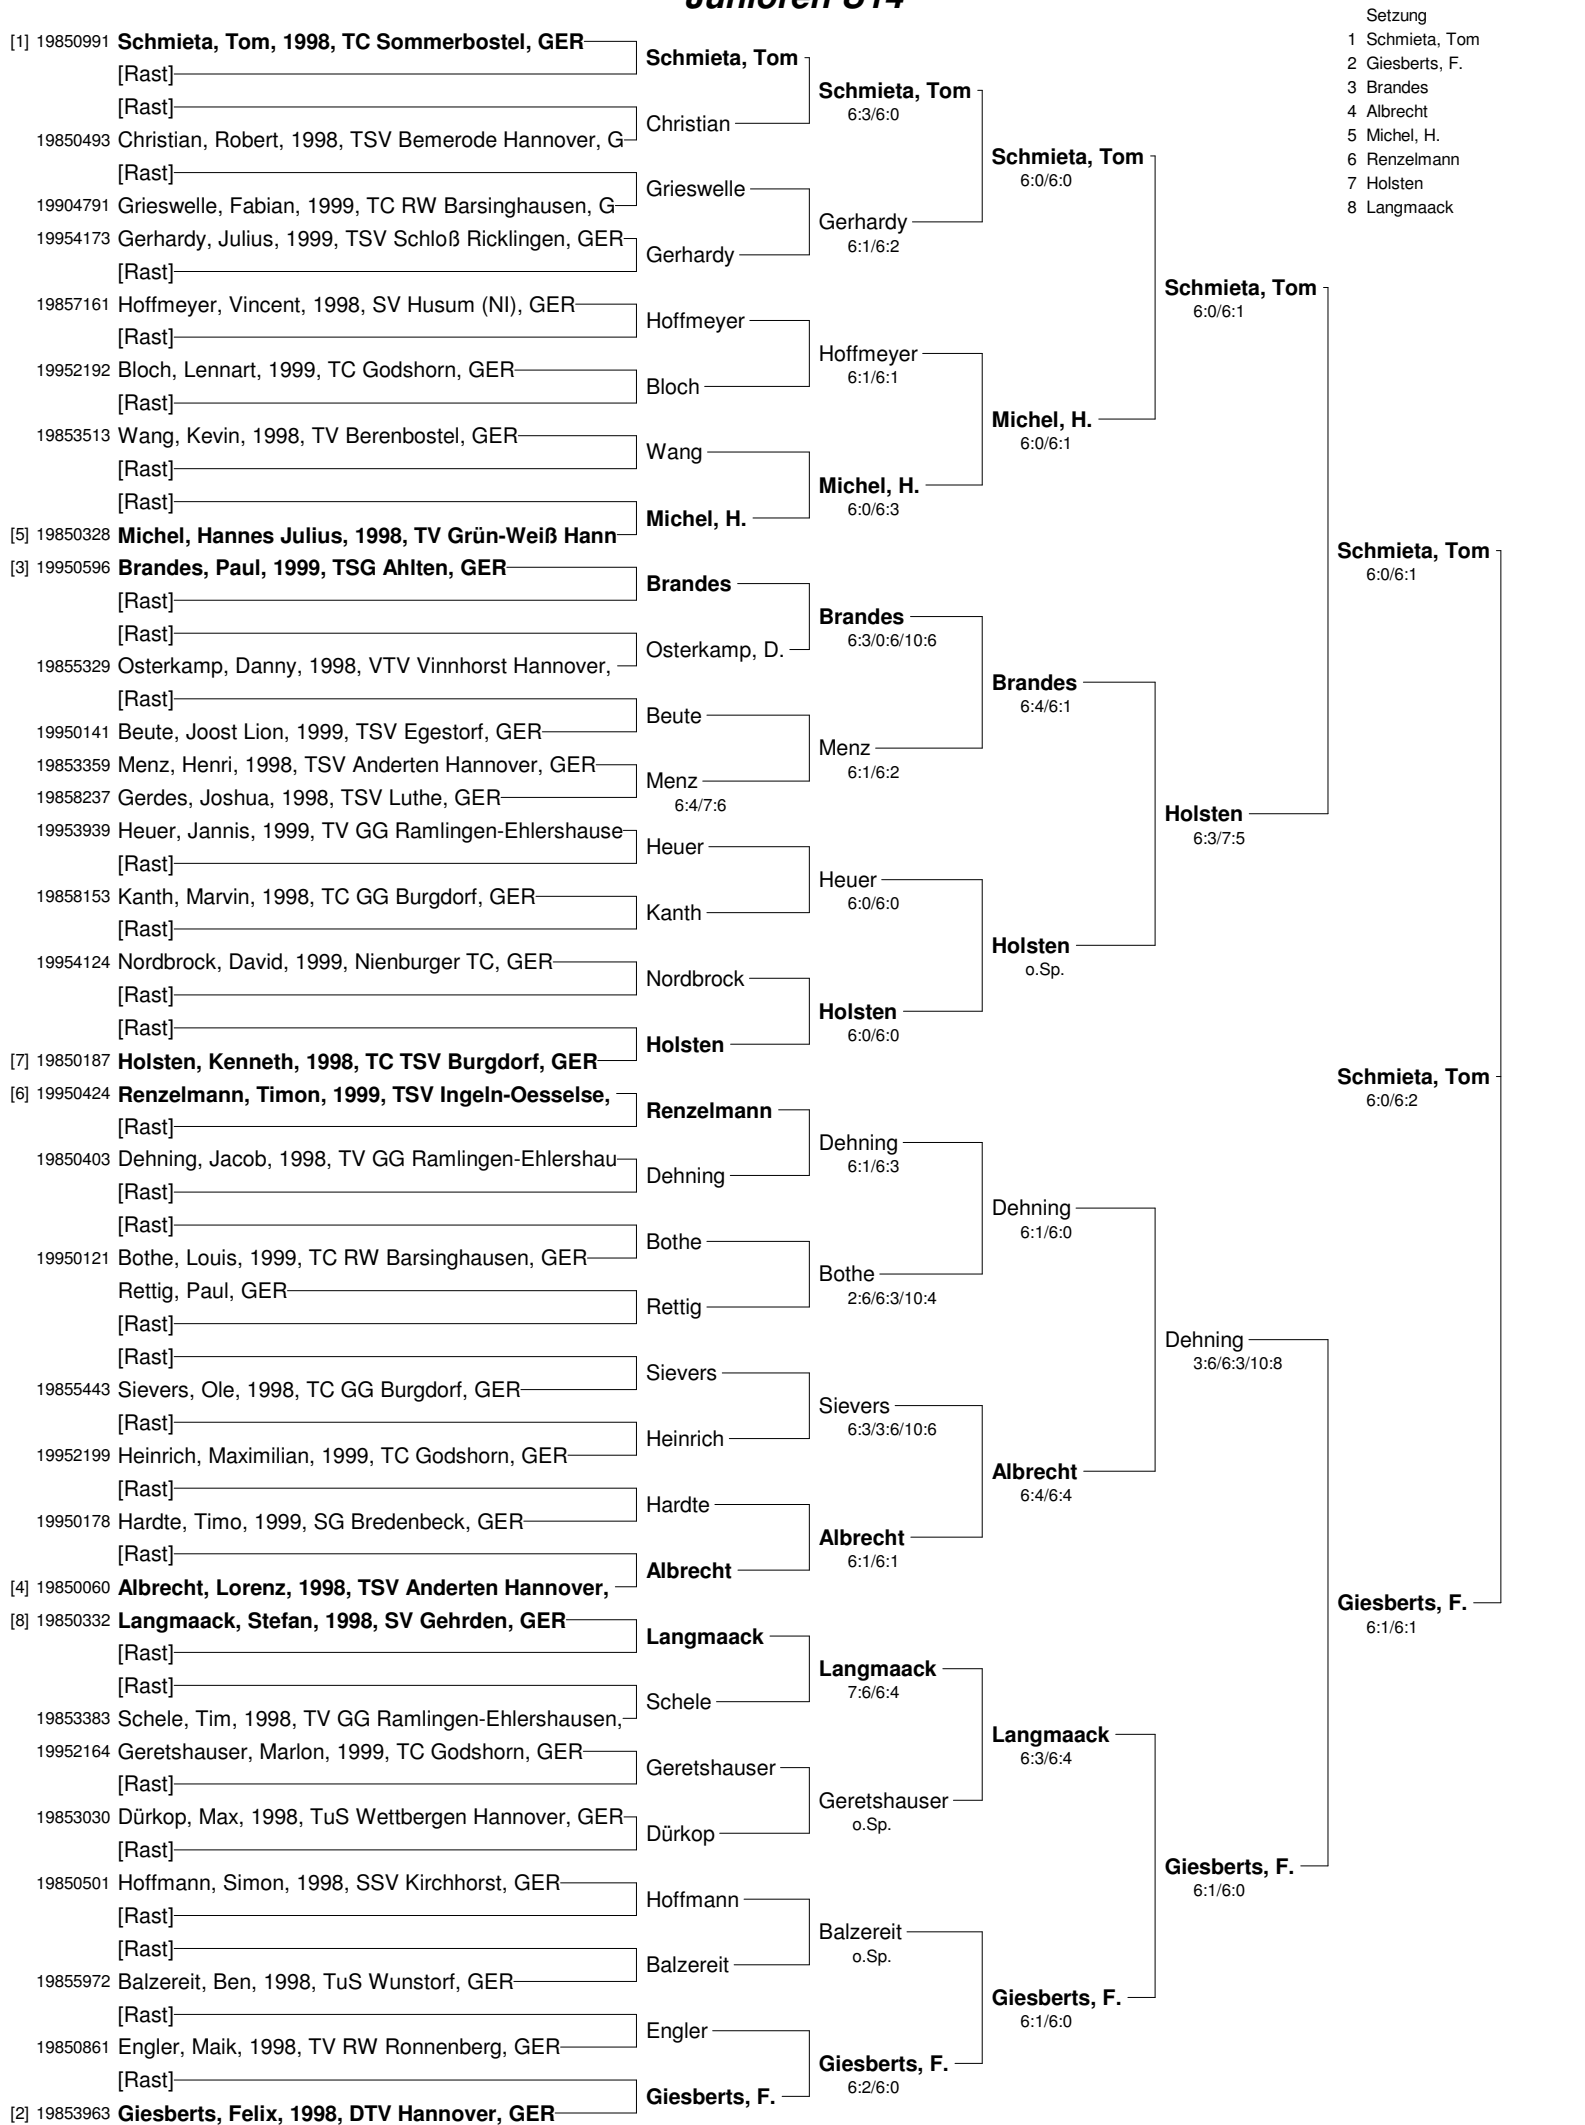 Junioren U14
Setzung
1 Schmieta, Tom
2 Giesberts, F.
3 Brandes
4 Albrecht
5 Michel, H.
6 Renzelmann
7 Holsten
8 Langmaack
[1] 19850991 Schmieta, Tom, 1998, TC Sommerbostel, GER
[Rast]
[Rast]
19850493 Christian, Robert, 1998, TSV Bemerode Hannover, G
[Rast]
19904791 Grieswelle, Fabian, 1999, TC RW Barsinghausen, G
19954173 Gerhardy, Julius, 1999, TSV Schloß Ricklingen, GER
[Rast]
19857161 Hoffmeyer, Vincent, 1998, SV Husum (NI), GER
[Rast]
19952192 Bloch, Lennart, 1999, TC Godshorn, GER
[Rast]
19853513 Wang, Kevin, 1998, TV Berenbostel, GER
[Rast]
[Rast]
[5] 19850328 Michel, Hannes Julius, 1998, TV Grün-Weiß Hann
[3] 19950596 Brandes, Paul, 1999, TSG Ahlten, GER
[Rast]
[Rast]
19855329 Osterkamp, Danny, 1998, VTV Vinnhorst Hannover,
[Rast]
19950141 Beute, Joost Lion, 1999, TSV Egestorf, GER
19853359 Menz, Henri, 1998, TSV Anderten Hannover, GER
19858237 Gerdes, Joshua, 1998, TSV Luthe, GER
19953939 Heuer, Jannis, 1999, TV GG Ramlingen-Ehlershause
[Rast]
19858153 Kanth, Marvin, 1998, TC GG Burgdorf, GER
[Rast]
19954124 Nordbrock, David, 1999, Nienburger TC, GER
[Rast]
[Rast]
[7] 19850187 Holsten, Kenneth, 1998, TC TSV Burgdorf, GER
[6] 19950424 Renzelmann, Timon, 1999, TSV Ingeln-Oesselse,
[Rast]
19850403 Dehning, Jacob, 1998, TV GG Ramlingen-Ehlershau
[Rast]
[Rast]
19950121 Bothe, Louis, 1999, TC RW Barsinghausen, GER
Rettig, Paul, GER
[Rast]
[Rast]
19855443 Sievers, Ole, 1998, TC GG Burgdorf, GER
[Rast]
19952199 Heinrich, Maximilian, 1999, TC Godshorn, GER
[Rast]
19950178 Hardte, Timo, 1999, SG Bredenbeck, GER
[Rast]
[4] 19850060 Albrecht, Lorenz, 1998, TSV Anderten Hannover,
[8] 19850332 Langmaack, Stefan, 1998, SV Gehrden, GER
[Rast]
[Rast]
19853383 Schele, Tim, 1998, TV GG Ramlingen-Ehlershausen,
19952164 Geretshauser, Marlon, 1999, TC Godshorn, GER
[Rast]
19853030 Dürkop, Max, 1998, TuS Wettbergen Hannover, GER
[Rast]
19850501 Hoffmann, Simon, 1998, SSV Kirchhorst, GER
[Rast]
[Rast]
19855972 Balzereit, Ben, 1998, TuS Wunstorf, GER
[Rast]
19850861 Engler, Maik, 1998, TV RW Ronnenberg, GER
[Rast]
[2] 19853963 Giesberts, Felix, 1998, DTV Hannover, GER
Schmieta, Tom
Christian
Grieswelle
Gerhardy
Hoffmeyer
Bloch
Wang
Michel, H.
Brandes
Osterkamp, D.
Beute
Menz
6:4/7:6
Heuer
Kanth
Nordbrock
Holsten
Renzelmann
Dehning
Bothe
Rettig
Sievers
Heinrich
Hardte
Albrecht
Langmaack
Schele
Geretshauser
Dürkop
Hoffmann
Balzereit
Engler
Giesberts, F.
Schmieta, Tom
6:3/6:0
Gerhardy
6:1/6:2
Hoffmeyer
6:1/6:1
Michel, H.
6:0/6:3
Brandes
6:3/0:6/10:6
Menz
6:1/6:2
Heuer
6:0/6:0
Holsten
6:0/6:0
Dehning
6:1/6:3
Bothe
2:6/6:3/10:4
Sievers
6:3/3:6/10:6
Albrecht
6:1/6:1
Langmaack
7:6/6:4
Geretshauser
o.Sp.
Balzereit
o.Sp.
Giesberts, F.
6:2/6:0
Schmieta, Tom
6:0/6:0
Michel, H.
6:0/6:1
Brandes
6:4/6:1
Holsten
o.Sp.
Dehning
6:1/6:0
Albrecht
6:4/6:4
Langmaack
6:3/6:4
Giesberts, F.
6:1/6:0
Schmieta, Tom
6:0/6:1
Holsten
6:3/7:5
Dehning
3:6/6:3/10:8
Giesberts, F.
6:1/6:0
Schmieta, Tom
6:0/6:1
Giesberts, F.
6:1/6:1
Schmieta, Tom
6:0/6:2